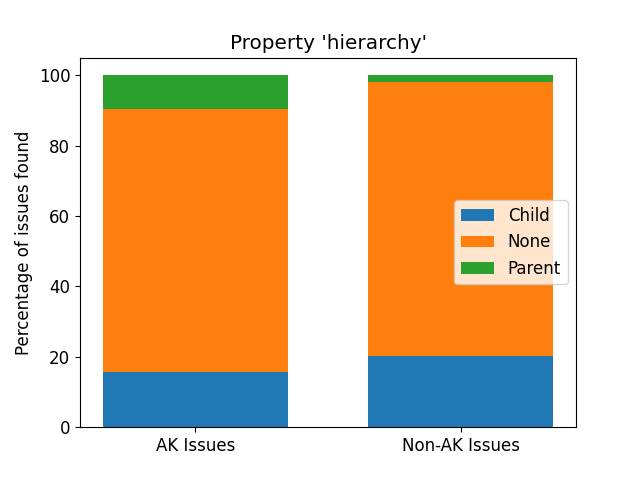 Property 'hierarchy'
Percentage of issues found
100
80
60
40
20
0
Child
None
Parent
AK Issues
Non-AK Issues